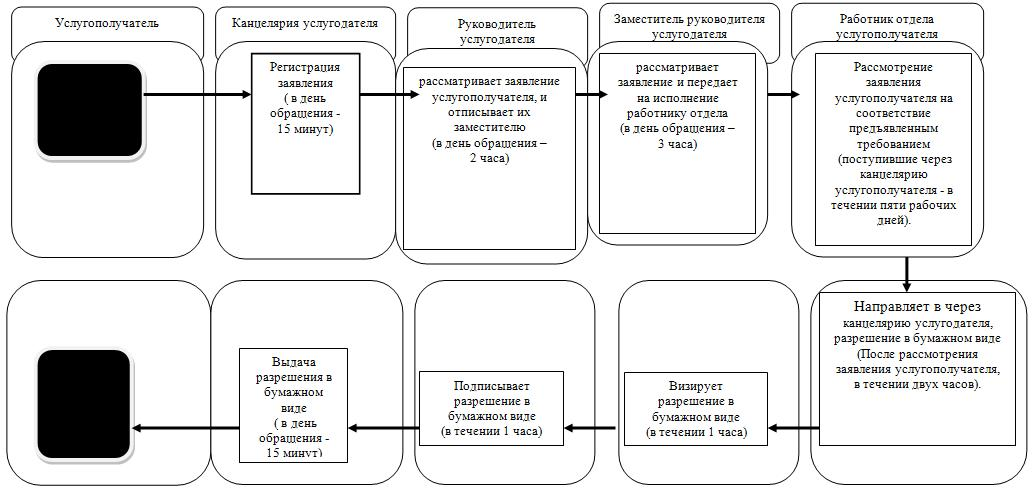 Услугополучатель
Канцелярия услугодателя
Руководитель
услугодателя
Заместитель руководителя
услугодателя
Работник отдела
услугополучателя
Регистрация
заявления
( в день
обращения -
15 минут)
рассматривает заявление
услугополучателя, и
отписывает их
заместителю
(в день обращения –
2 часа)
рассматривает
заявление и передает
на исполнение
работнику отдела
(в день обращения –
3 часа)
Рассмотрение
заявления
услугополучателя на
соответствие
предъявленным
требованием
(поступившие через
канцелярию
услугополучателя - в
течении пяти рабочих
дней).
Выдача
разрешения в
бумажном
виде
( в день
обращения -
15 минут)
Подписывает
разрешение в
бумажном виде
(в течении 1 часа)
Визирует
разрешение в
бумажном виде
(в течении 1 часа)
Направляет в через
канцелярию услугодателя,
разрешение в бумажном виде
(После рассмотрения
заявления услугополучателя,
в течении двух часов).